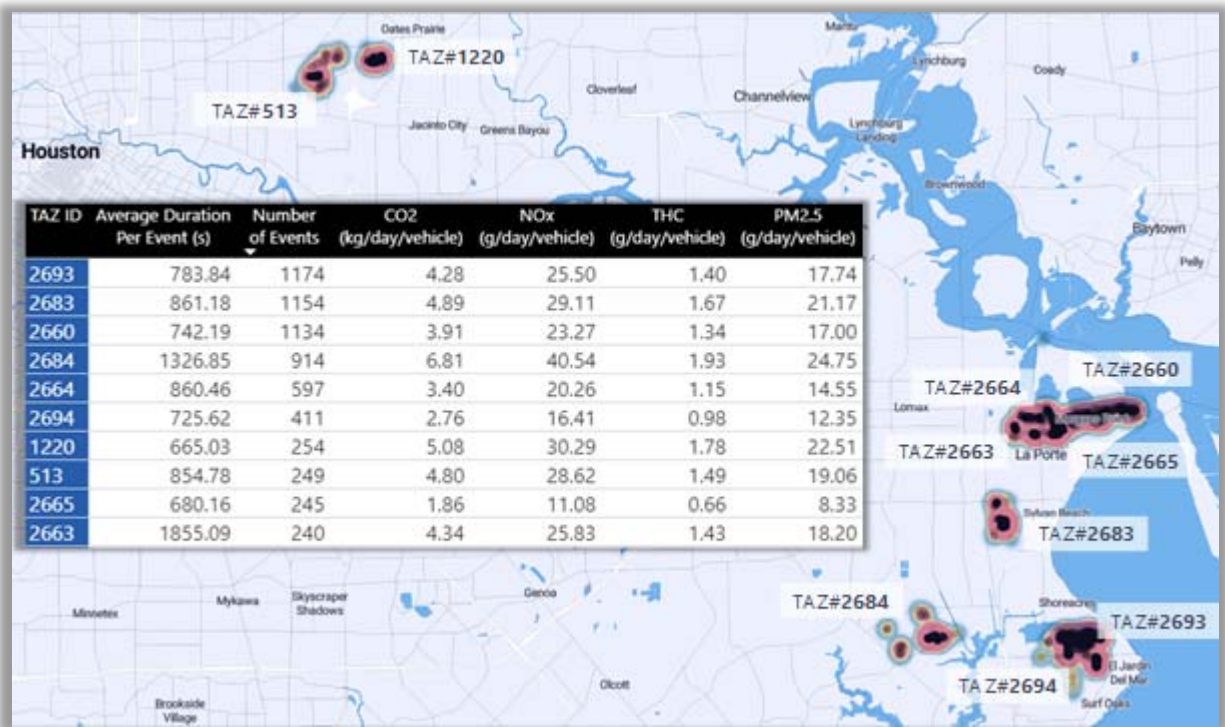 Oates Prairie
Mantu
TAZ#1220
Lynchburg
Coady
Cloverleaf
Channelview
TAZ#513
Jacinto City
Greens Bayou
Lynchburg
Landing
Houston
Brownwood
TAZ ID Average Duration Per Event (s) Number of Events CO2 (kg/day/vehicle) NOx (g/day/vehicle) THC (g/day/vehicle) PM2.5 (g/day/vehicle)
2693 783.84 1174 4.28 25.50 1.40 17.74
2683 861.18 1154 4.89 29.11 1.67 21.17
2660 742.19 1134 3.91 23.27 1.34 17.00
2684 1326.85 914 6.81 40.54 1.93 24.75
2664 860.46 597 3.40 20.26 1.15 14.55
2694 725.62 411 2.76 16.41 0.98 12.35
1220 665.03 254 5.08 30.29 1.78 22.51
513 854.78 249 4.80 28.62 1.49 19.06
2665 680.16 245 1.86 11.08 0.66 8.33
2663 1855.09 240 4.34 25.83 1.43 18.20
Baytown
Pelly
TAZ#2660
TAZ#2664
Lomax
TAZ#2663
La Porte
TAZ#2665
Sylvan Beach
TAZ#2683
Genoa
Minnetex
Mykawa
Skyscraper
Shadows
TAZ#2684
Shoreacres
TAZ#2693
El Jardin
Del Mar
TAZ#2694
Olcott
Surf Oaks
Brookside
Village